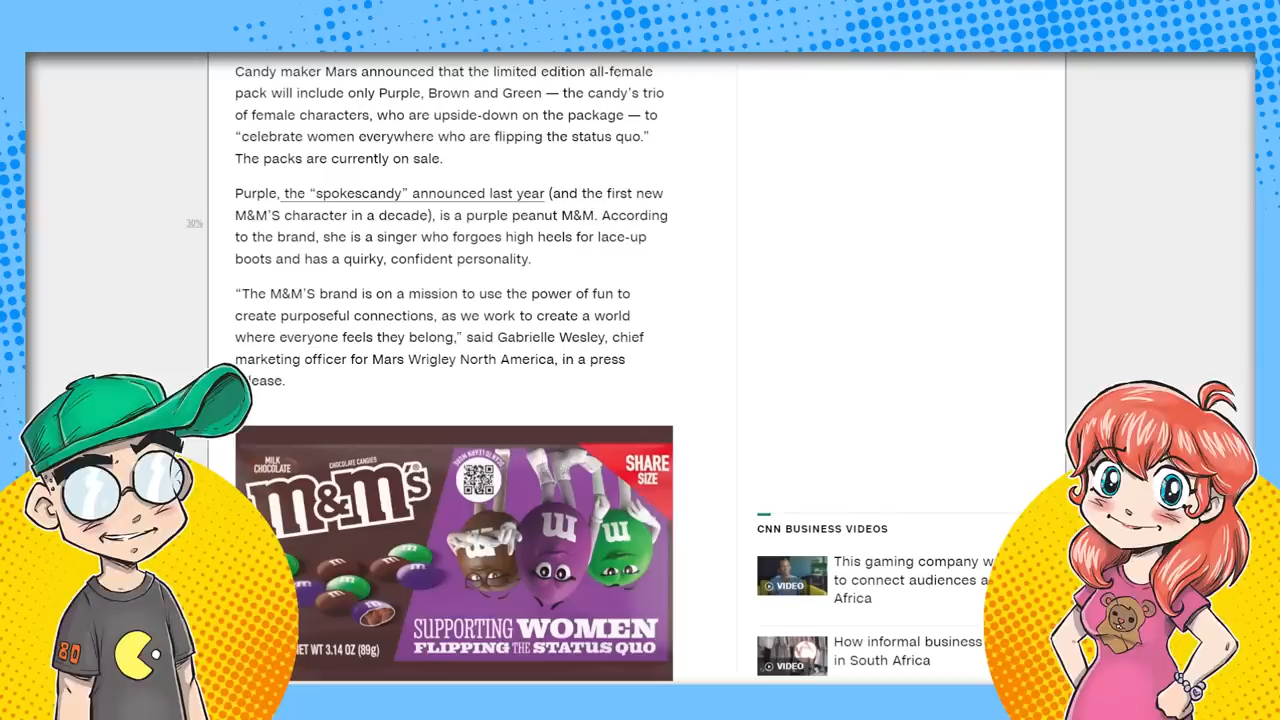 Candy maker Mars announced that the limited edition all-female
pack will include only Purple, Brown and Green — the candy's trio
of female characters, who are upside-down on the package — to
“celebrate women everywhere who are flipping the status quo.”
The packs are currently on sale.
Purple, the “spokescandy” announced last year (and the first new
M&M'S character in a decade), is a purple peanut M&M. According
to the brand, she is a singer who forgoes high heels for lace-up
boots and has a quirky, confident personality.
30%
“The M&M'S brand is on a mission to use the power of fun to
create purposeful connections, as we work to create a world
where everyone feels they belong,” said Gabrielle Wesley, chief
marketing officer for Mars Wrigley North America, in a press
lease.
MILK
CHOCOLATE
CHOCOLATE CANDIES
m&m's
SHARE
SIZE
SUPPORTING WOMEN
FLIPPING THE STATUS QUO
ET WT 3.14 OZ (89g)
CNN BUSINESS VIDEOS
This gaming company w
to connect audiences a
Africa
VIDEO
How informal business
in South Africa
VIDEO
80